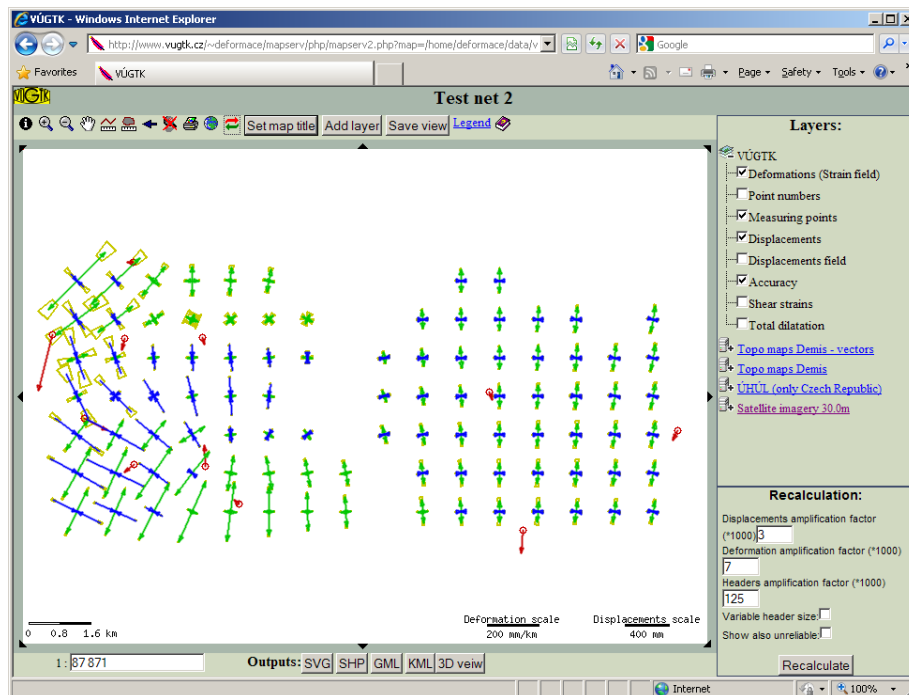 VÚGTK - Windows Internet Explorer
http://www.vugtk.cz/~deformace/mapserv/php/mapserv2.php?map=/home/deformace/data/v
Google
Favorites
VÚGTK
Page
Safety
Tools
VÚGTK
Test net 2
Set map title
Add layer
Save view
Legend
Layers:
VÚGTK
Deformations (Strain field)
Point numbers
Measuring points
Displacements
Displacements field
Accuracy
Shear strains
Total dilatation
Topo maps Demis - vectors
Topo maps Demis
ÚHÚL (only Czech Republic)
Satellite imagery 30.0m
Recalculation:
Displacements amplification factor
(*1000) 3
Deformation amplification factor (*1000)
7
Headers amplification factor (*1000)
125
Variable header size:
Show also unreliable:
Recalculate
0 0.8 1.6 km
Deformation scale
200 mm/km
Displacements scale
400 mm
1 : 87 871
Outputs: SVG SHP GML KML 3D veiw
Internet
100%